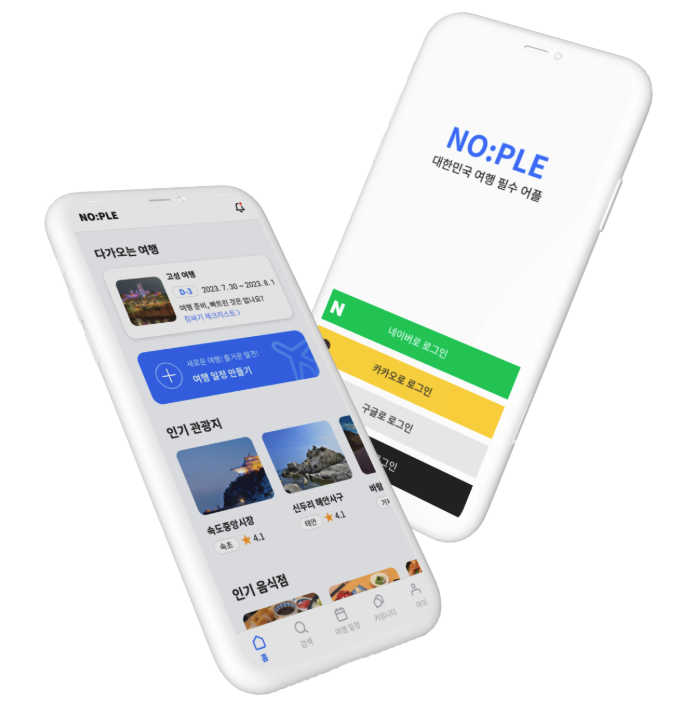 NO:PLE
다가오는 여행
고성 여행
D-3 2023. 7. 30 ~ 2023. 8. 1
여행 준비, 빠트린 것은 없나요?
짐싸기 체크리스트 >
새로운 여행! 즐거운 발견!
여행 일정 만들기
인기 관광지
속도중앙시장
속초 4.1
신두리 해안사구
태안 4.1
바람
인기 음식점
홈
검색
여행 일정
커뮤니티
마이
NO:PLE
대한민국 여행 필수 어플
N 네이버로 로그인
카카오로 로그인
구글로 로그인
그인